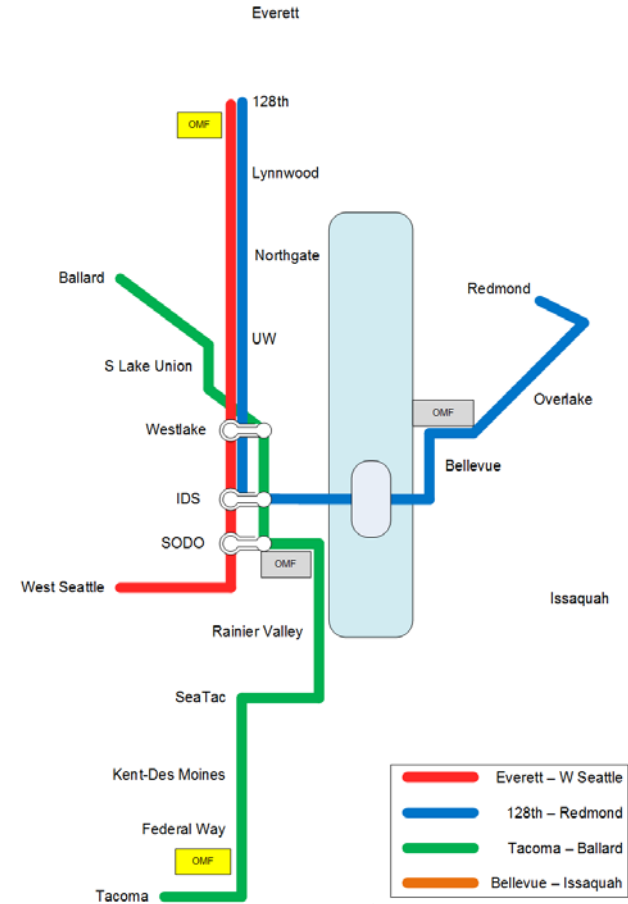 Everett
128th
OMF
Lynnwood
Northgate
Ballard
Redmond
UW
S Lake Union
Overlake
OMF
Westlake
Bellevue
IDS
SODO
OMF
West Seattle
Issaquah
Rainier Valley
SeaTac
Kent-Des Moines
Everett – W Seattle
128th – Redmond
Federal Way
Tacoma – Ballard
OMF
Bellevue – Issaquah
Tacoma